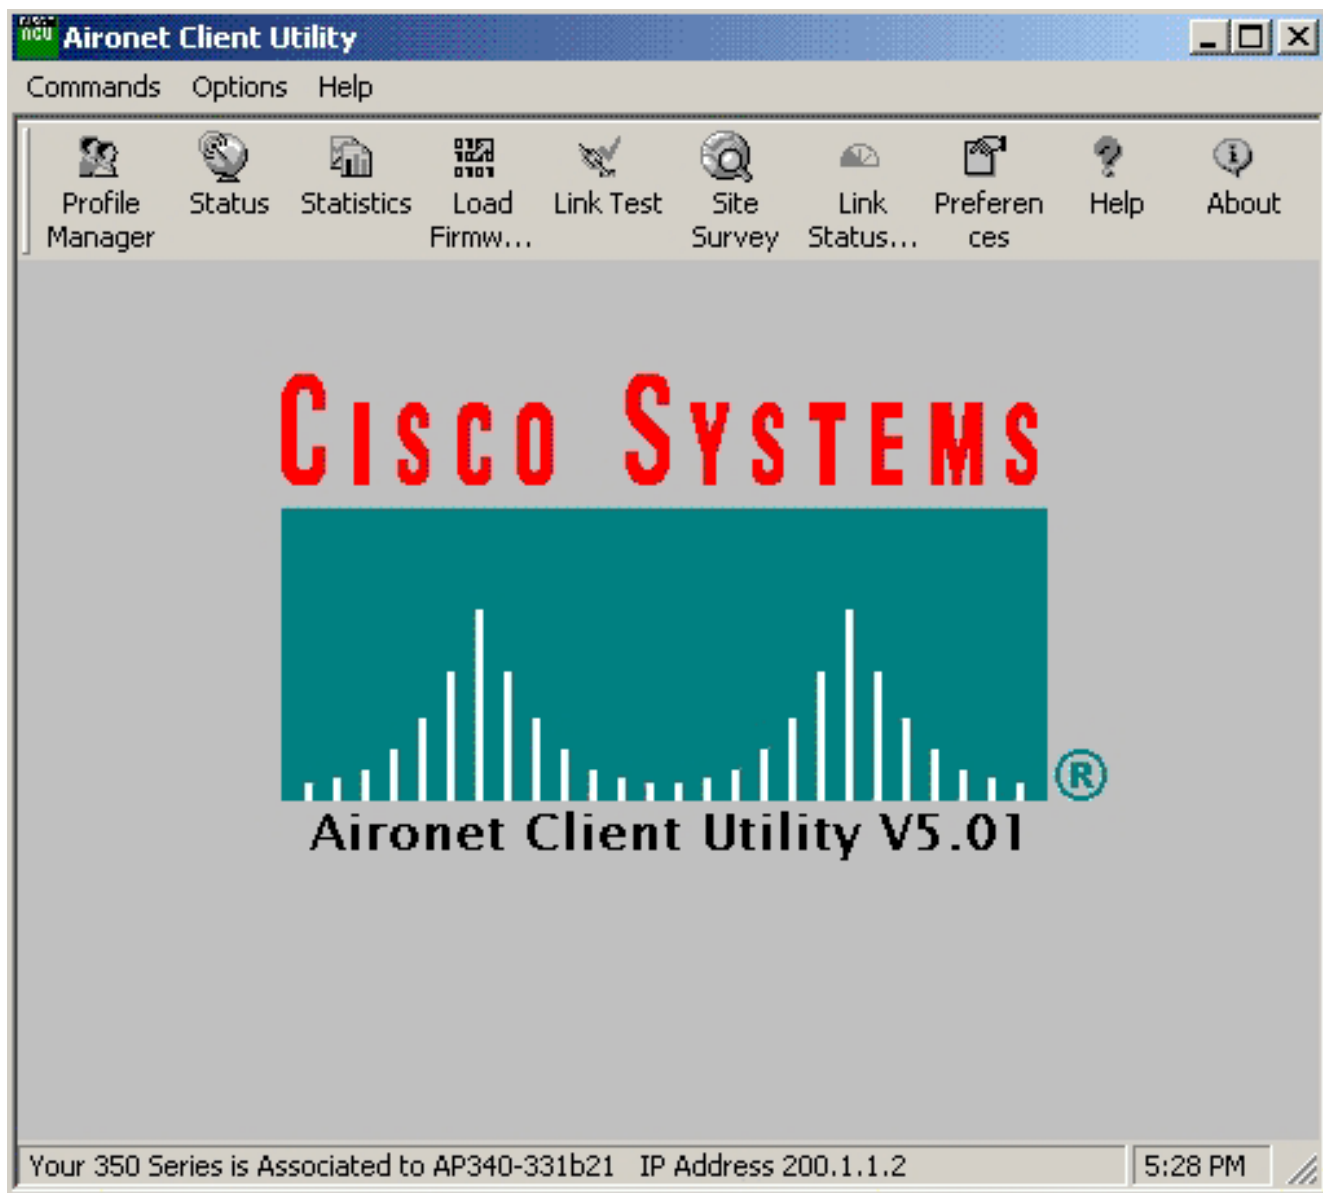 Aironet Client Utility
Commands Options Help
Profile Manager
Status
Statistics
Load Firmw...
Link Test
Site Survey
Link Status...
Preferen
ces
Help
About
CISCO SYSTEMS
®
Aironet Client Utility V5.01
Your 350 Series is Associated to AP340-331b21 IP Address 200.1.1.2
5:28 PM